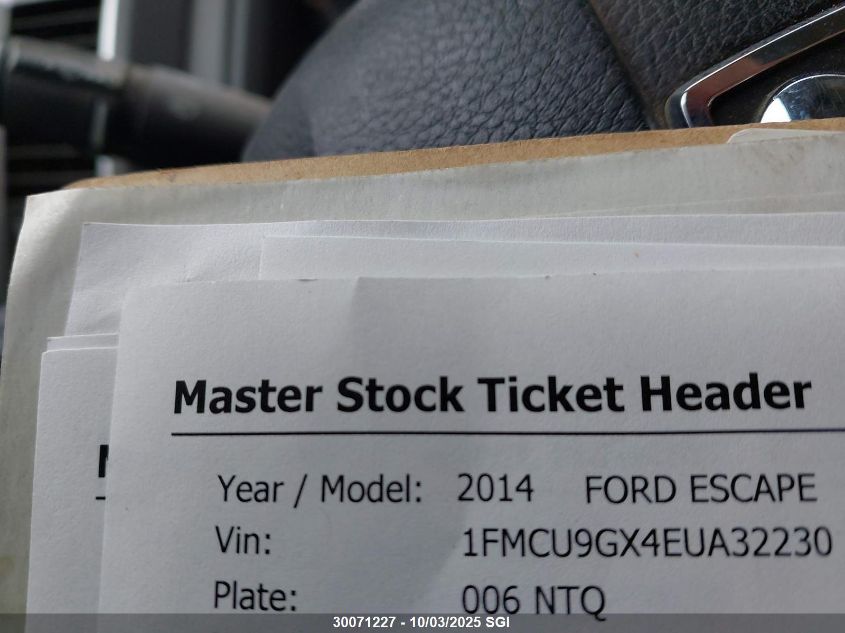 Master Stock Ticket Header
Year / Model: 2014 FORD ESCAPE
Vin: 1FMCU9GX4EUA32230
Plate: 006 NTQ
30071227 - 10/03/2025 SGI